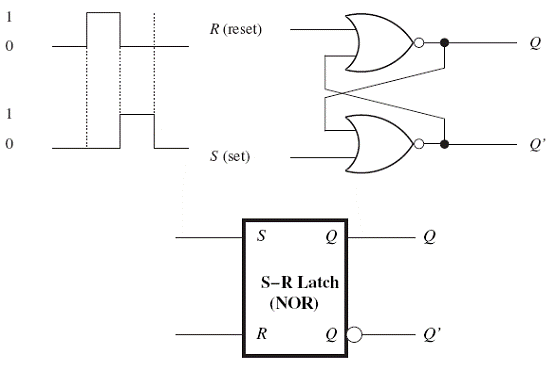 1
0
R (reset)
Q
1
0
S (set)
Q'
S Q Q
S–R Latch
(NOR)
R Q Q'